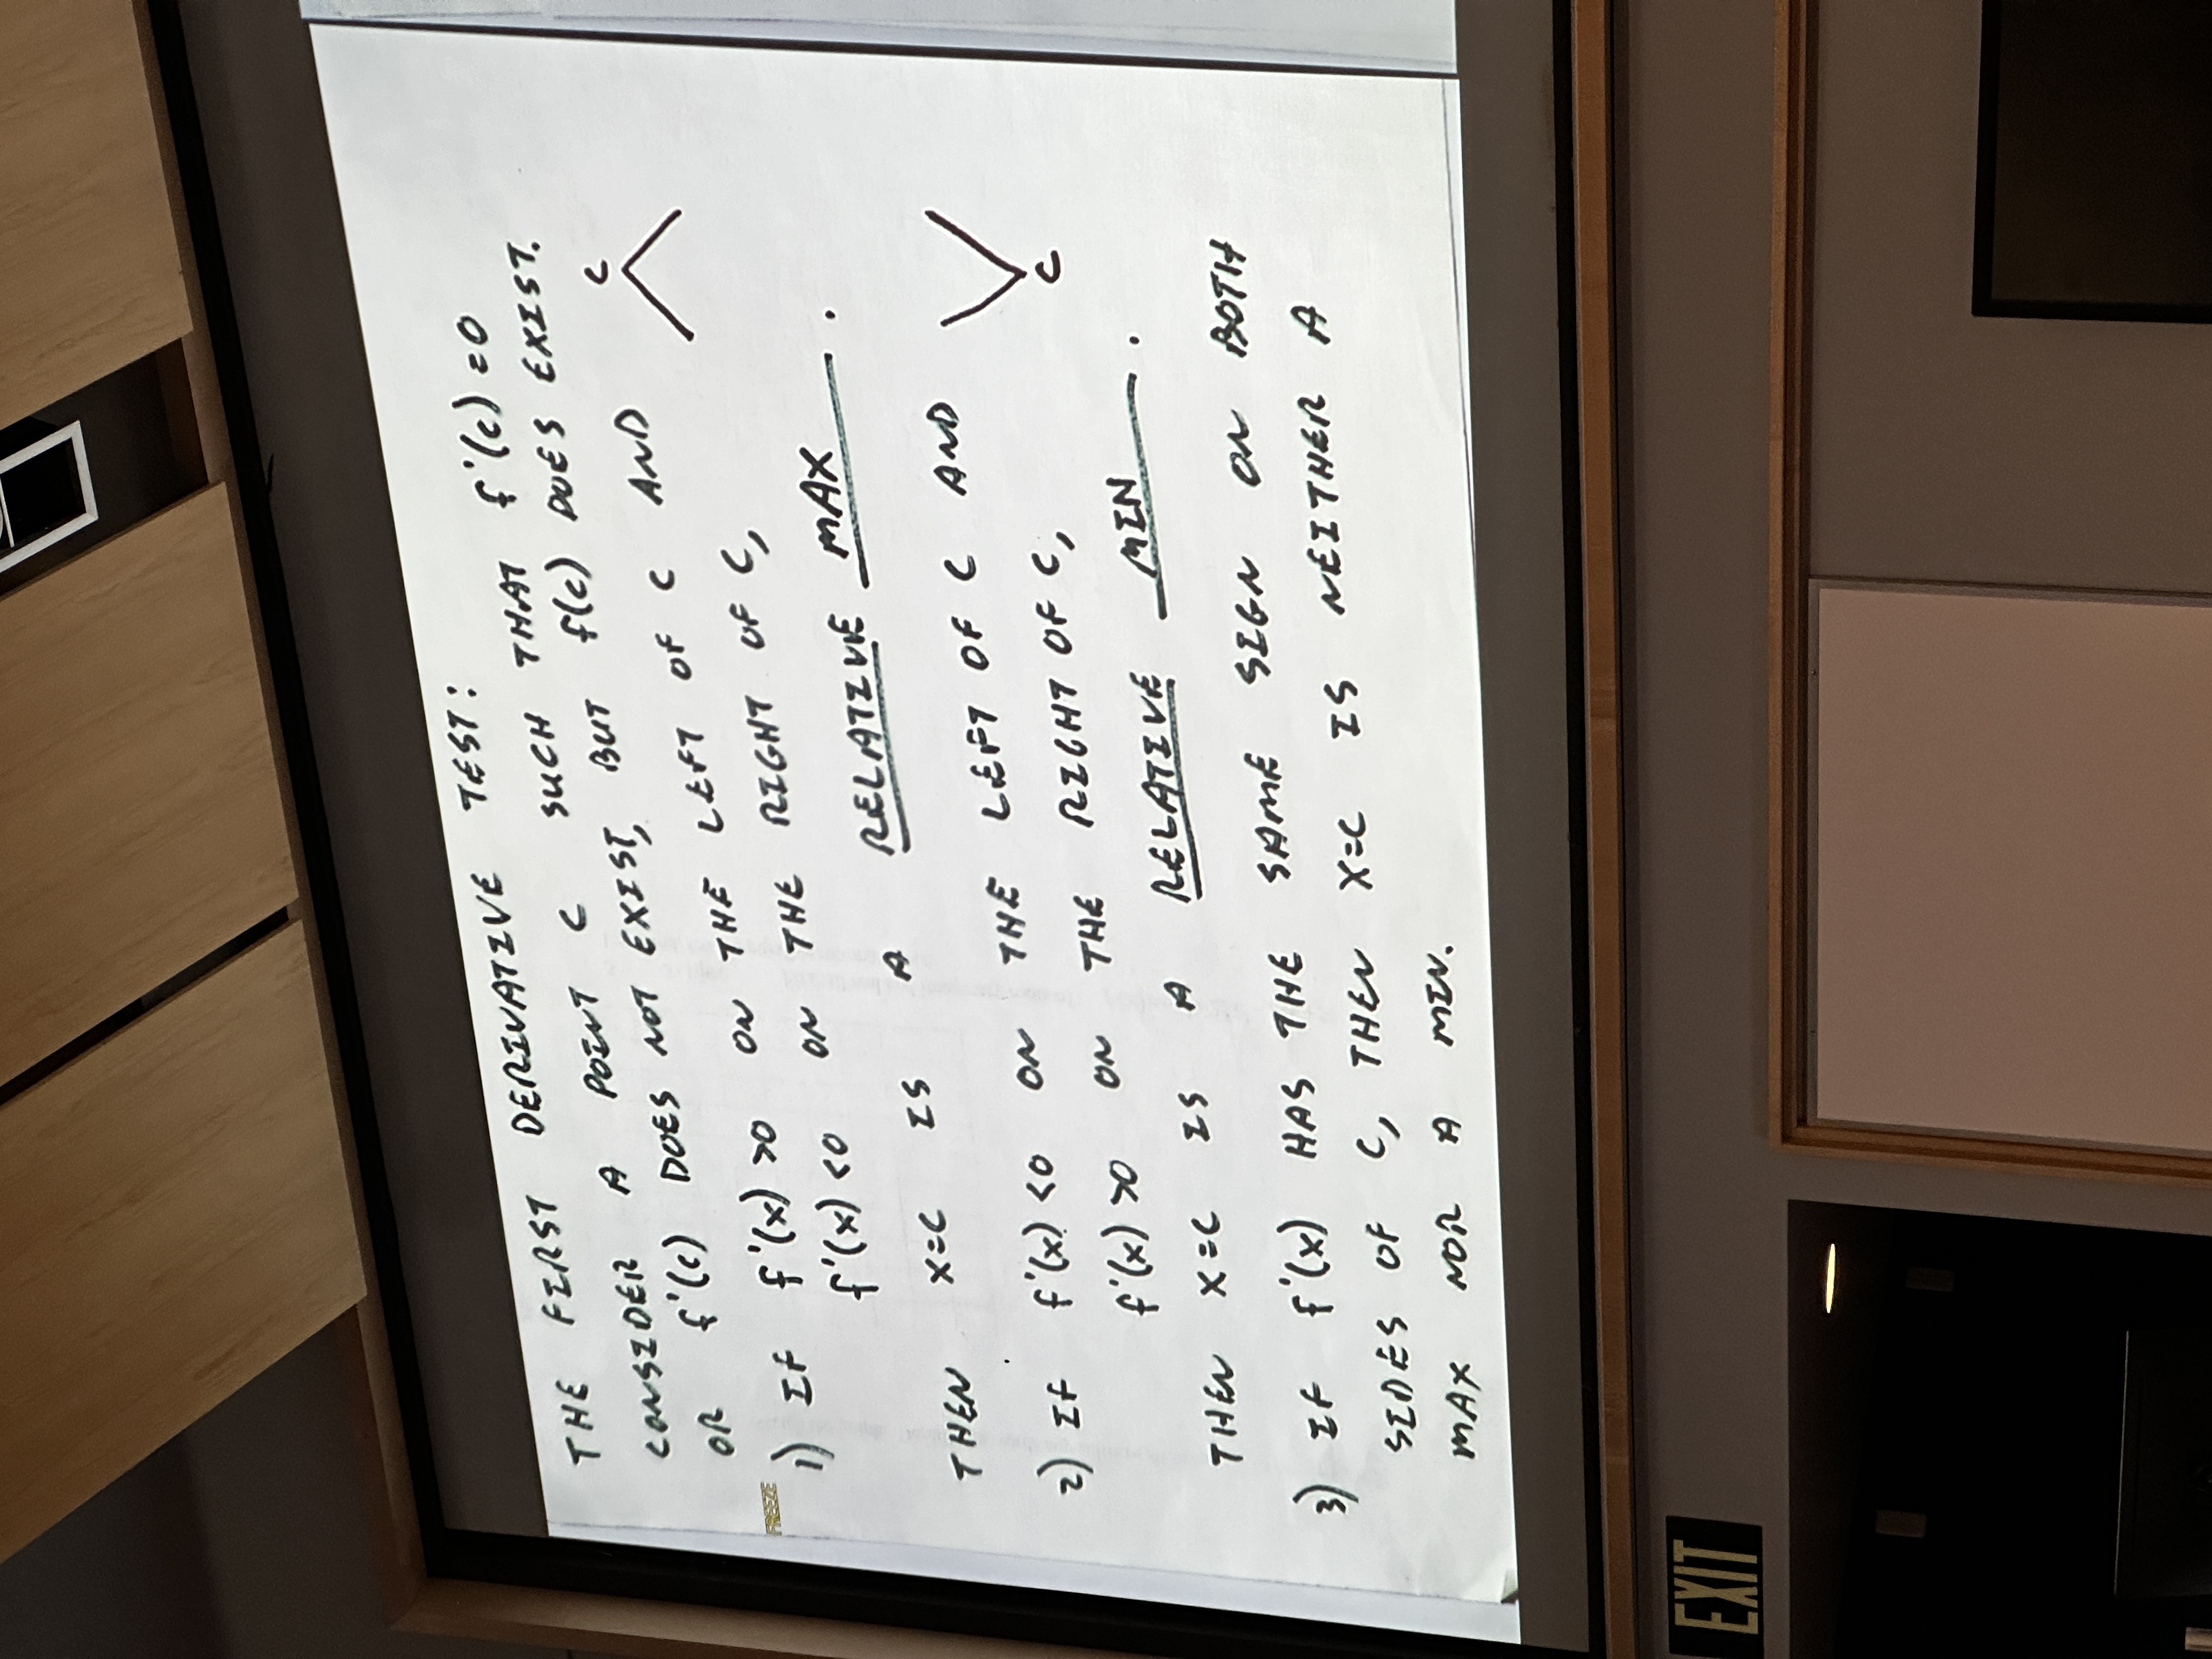 THE FIRST DERIVATIVE TEST:
CONSIDER A POINT C SUCH THAT f'(c) =0
OR f'(c) DOES NOT EXIST, BUT f(c) DOES EXIST.
C
FREEZE
1) IF f'(x) >0 ON THE LEFT OF C AND
f'(x) <0 ON THE RIGHT OF C,
THEN X=C IS A RELATIVE MAX .
2) IF f'(x) <0 ON THE LEFT OF C AND
f'(x) >0 ON THE RIGHT OF C,
C
THEN X=C IS A RELATIVE MIN .
3) IF f'(x) HAS THE SAME SIGN ON BOTH
SIDES OF C, THEN X=C IS NEITHER A
MAX NOR A MIN.
EXIT